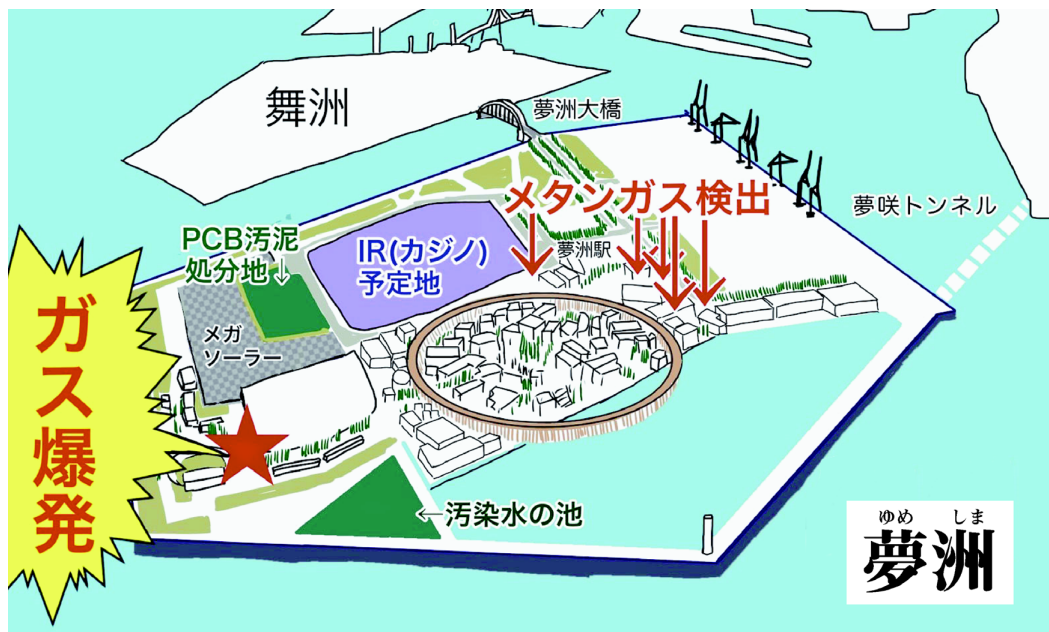 舞洲
夢洲大橋
メタンガス検出
夢咲トンネル
PCB汚泥
処分地↓
IR(カジノ)
予定地
夢洲駅
メガ
ソーラー
ガス爆発
←汚染水の池
ゆめ しま
夢洲